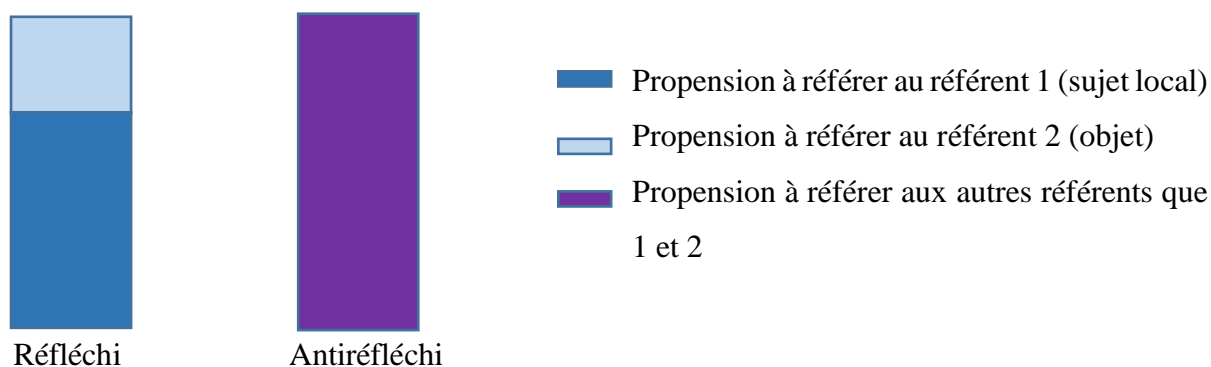 Propension à référer au référent 1 (sujet local)
Propension à référer au référent 2 (objet)
Propension à référer aux autres référents que
1 et 2
Réfléchi
Antiréfléchi